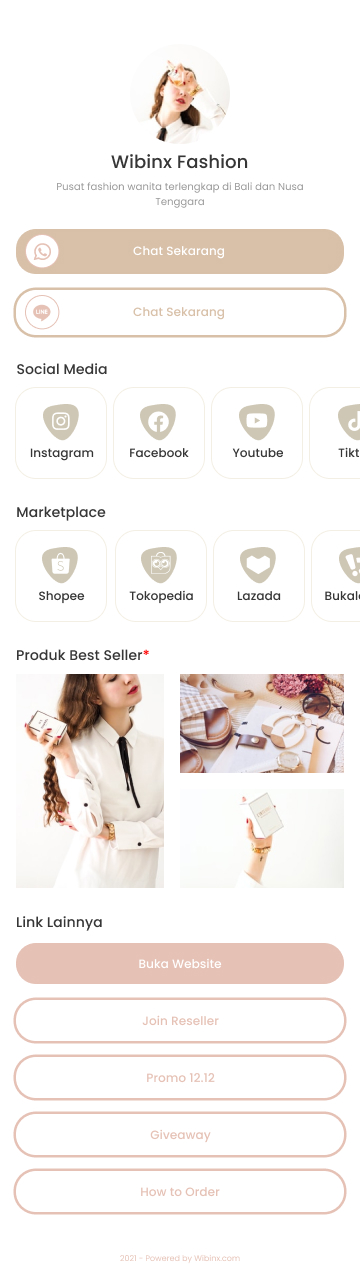 Wibinx Fashion
Pusat fashion wanita terlengkap di Bali dan Nusa
Tenggara
Chat Sekarang
LINE
Chat Sekarang
Social Media
Instagram
Facebook
Youtube
Tikt
Marketplace
Shopee
Tokopedia
Lazada
Bukala
Produk Best Seller*
Link Lainnya
Buka Website
Join Reseller
Promo 12.12
Giveaway
How to Order
2021 - Powered by Wibinx.com